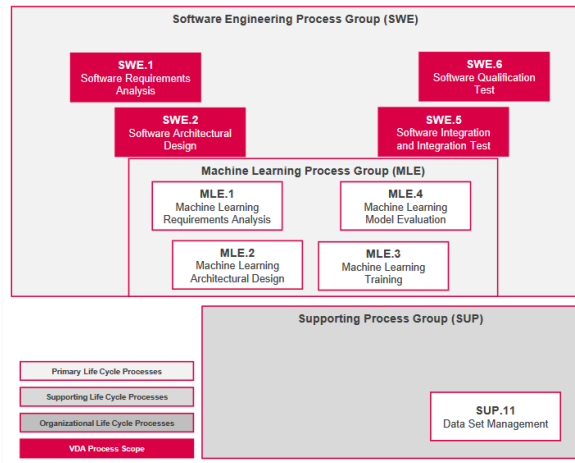 Software Engineering Process Group (SWE)
SWE.1
Software Requirements
Analysis
SWE.6
Software Qualification
Test
SWE.2
Software Architectural
Design
SWE.5
Software Integration
and Integration Test
Machine Learning Process Group (MLE)
MLE.1
Machine Learning
Requirements Analysis
MLE.4
Machine Learning
Model Evaluation
MLE.2
Machine Learning
Architectural Design
MLE.3
Machine Learning
Training
Supporting Process Group (SUP)
Primary Life Cycle Processes
Supporting Life Cycle Processes
Organizational Life Cycle Processes
VDA Process Scope
SUP.11
Data Set Management